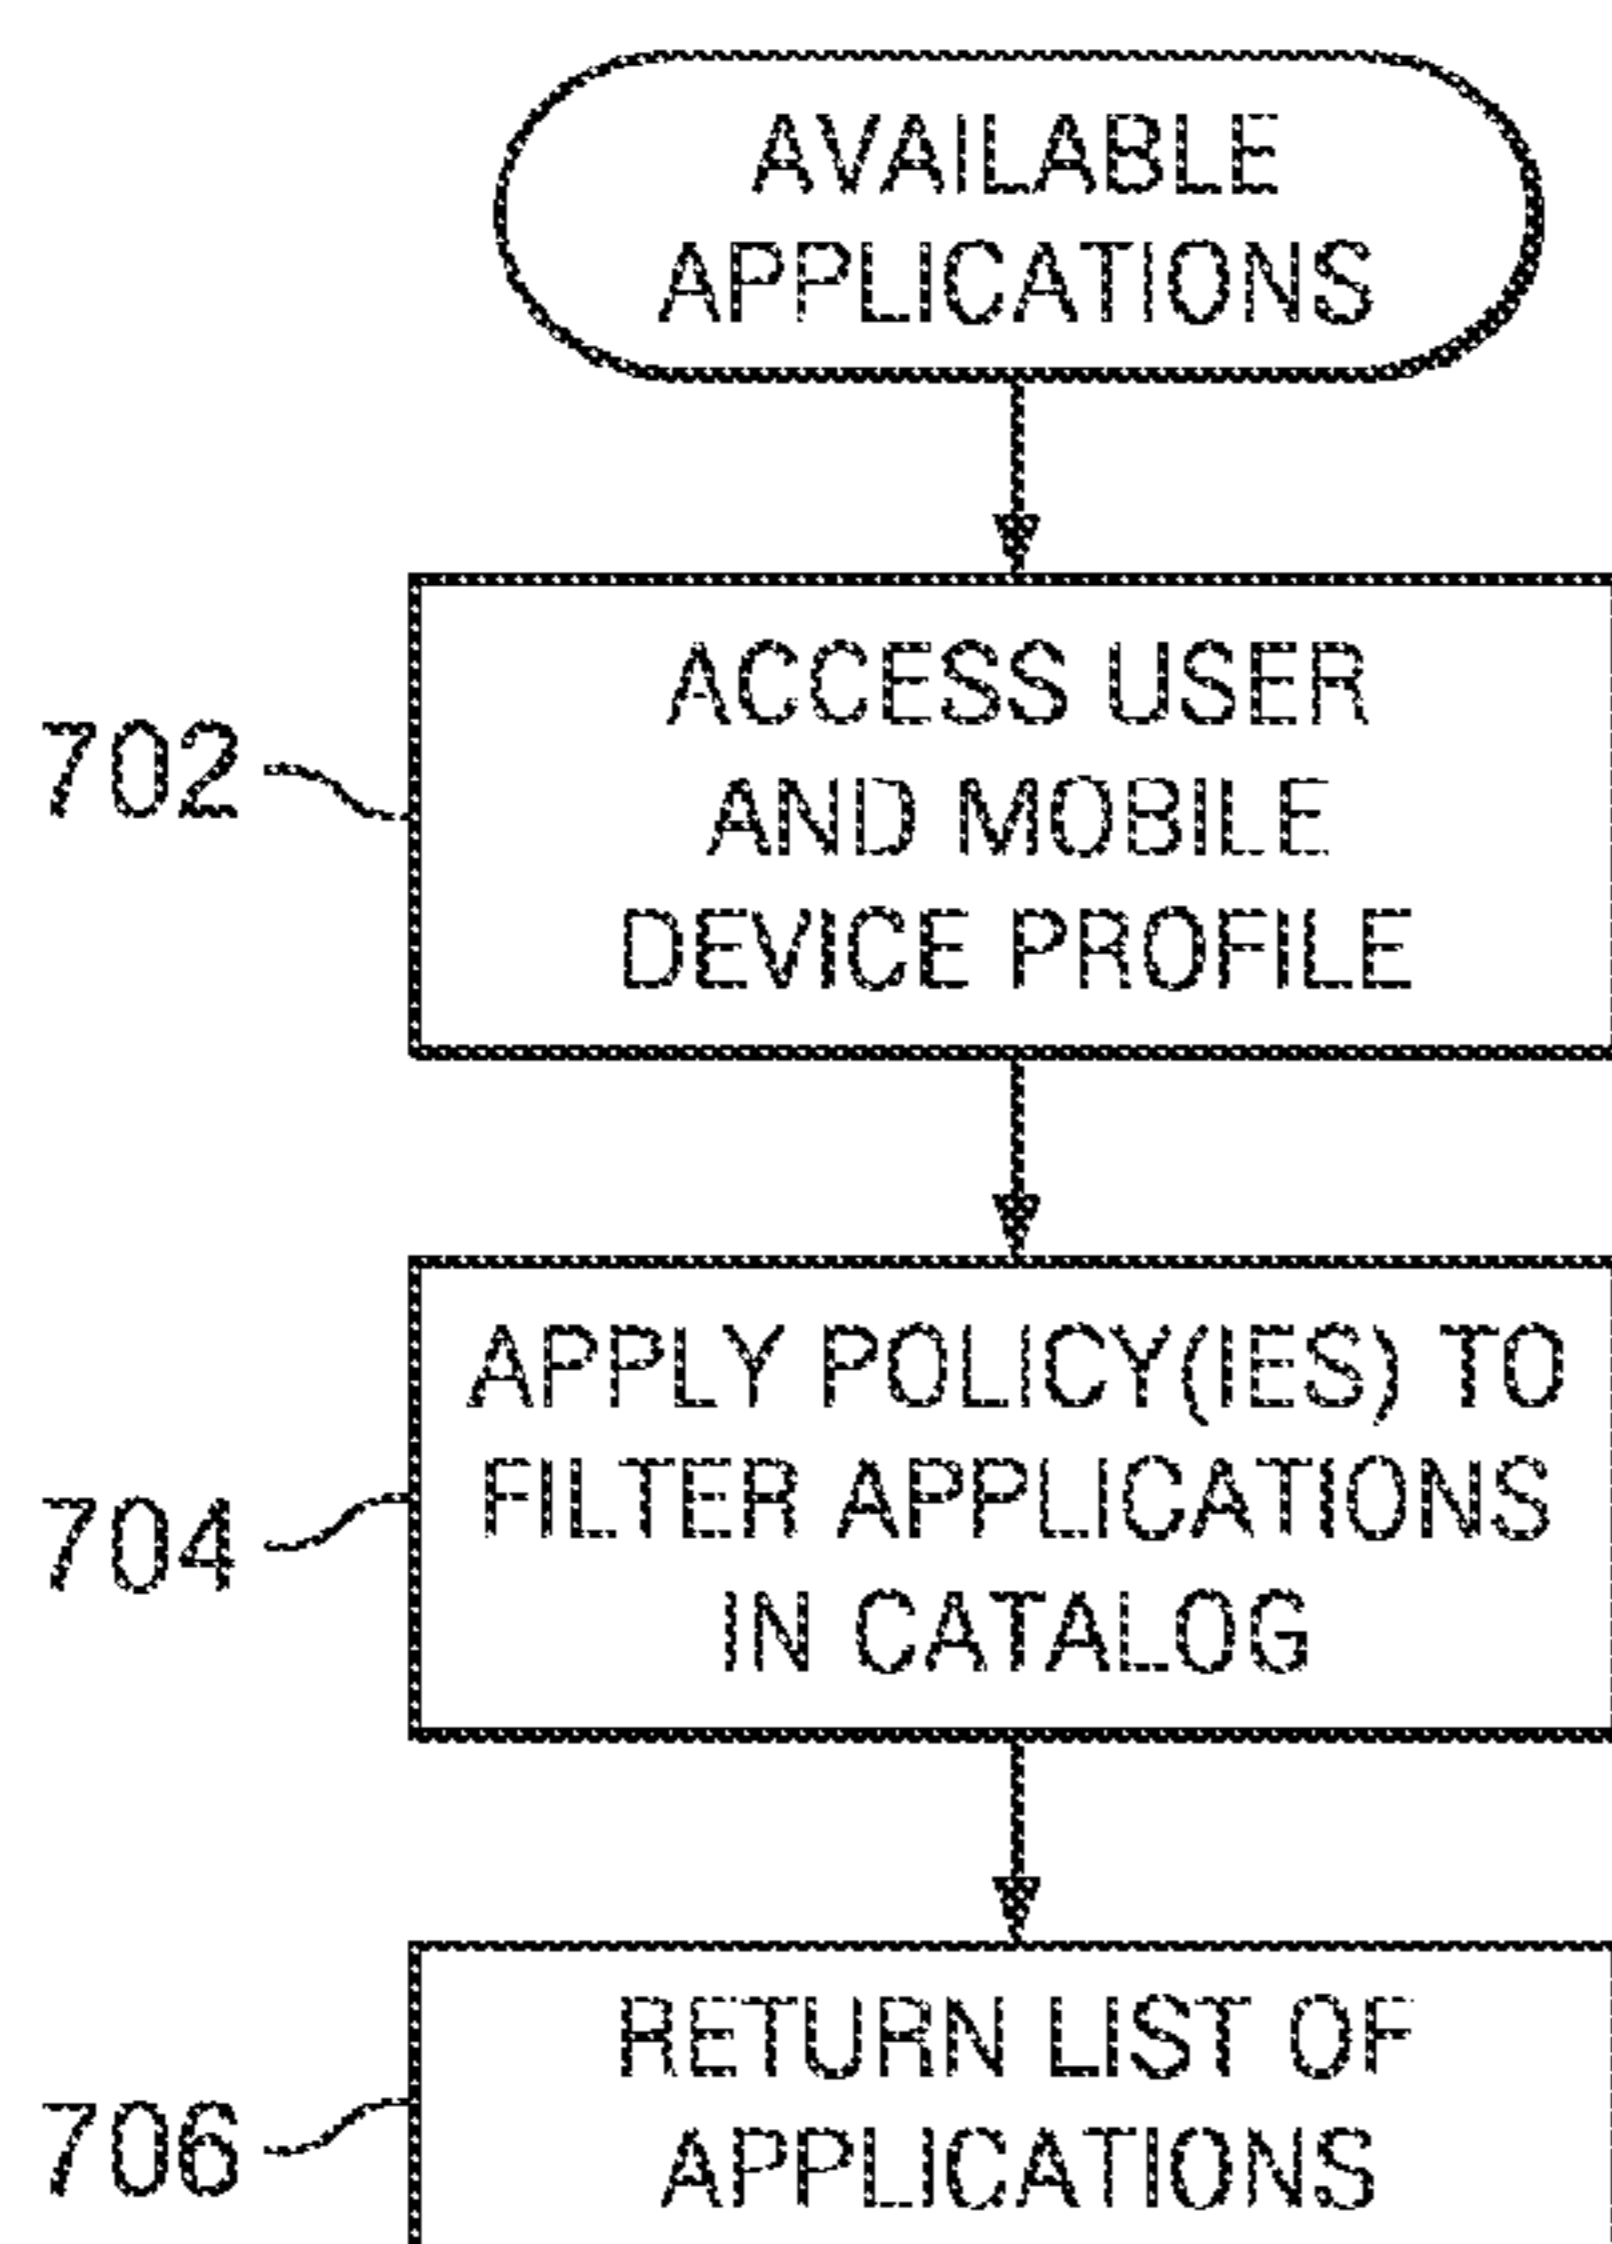 AVAILABLE
APPLICATIONS
702
ACCESS USER
AND MOBILE
DEVICE PROFILE
704
APPLY POLICY(IES) TO
FILTER APPLICATIONS
IN CATALOG
706
RETURN LIST OF
APPLICATIONS